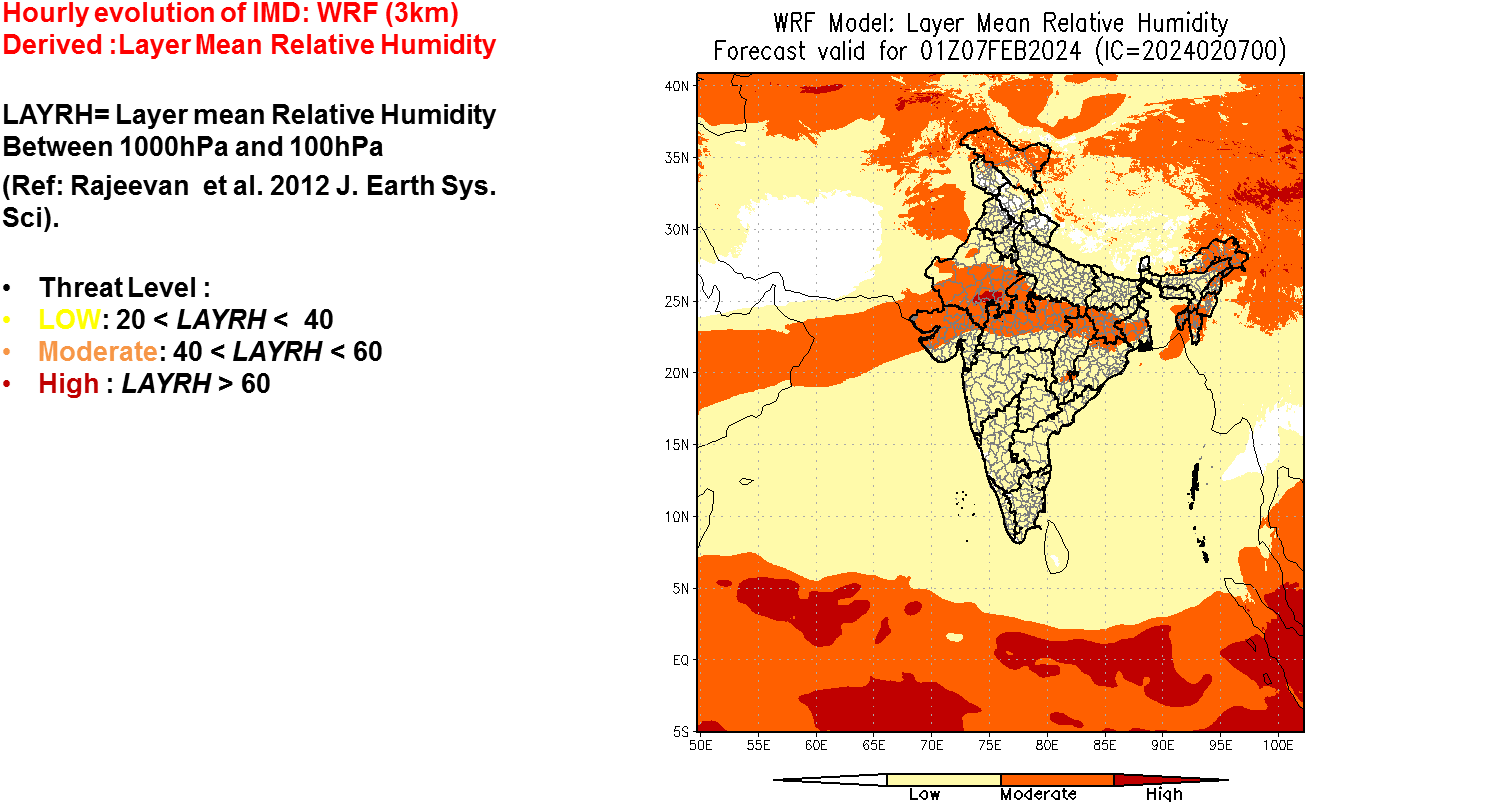 Hourly evolution of IMD: WRF (3km)
Derived :Layer Mean Relative Humidity
LAYRH= Layer mean Relative Humidity
Between 1000hPa and 100hPa
(Ref: Rajeevan et al. 2012 J. Earth Sys.
Sci).
• Threat Level :
• LOW: 20 < LAYRH < 40
• Moderate: 40 < LAYRH < 60
• High : LAYRH > 60
WRF Model: Layer Mean Relative Humidity
Forecast valid for 01Z07FEB2024 (IC=2024020700)
40N
35N
30N
25N
20N
15N
10N
5N
EQ
5S
50E 55E 60E 65E 70E 75E 80E 85E 90E 95E 100E
Low Moderate High